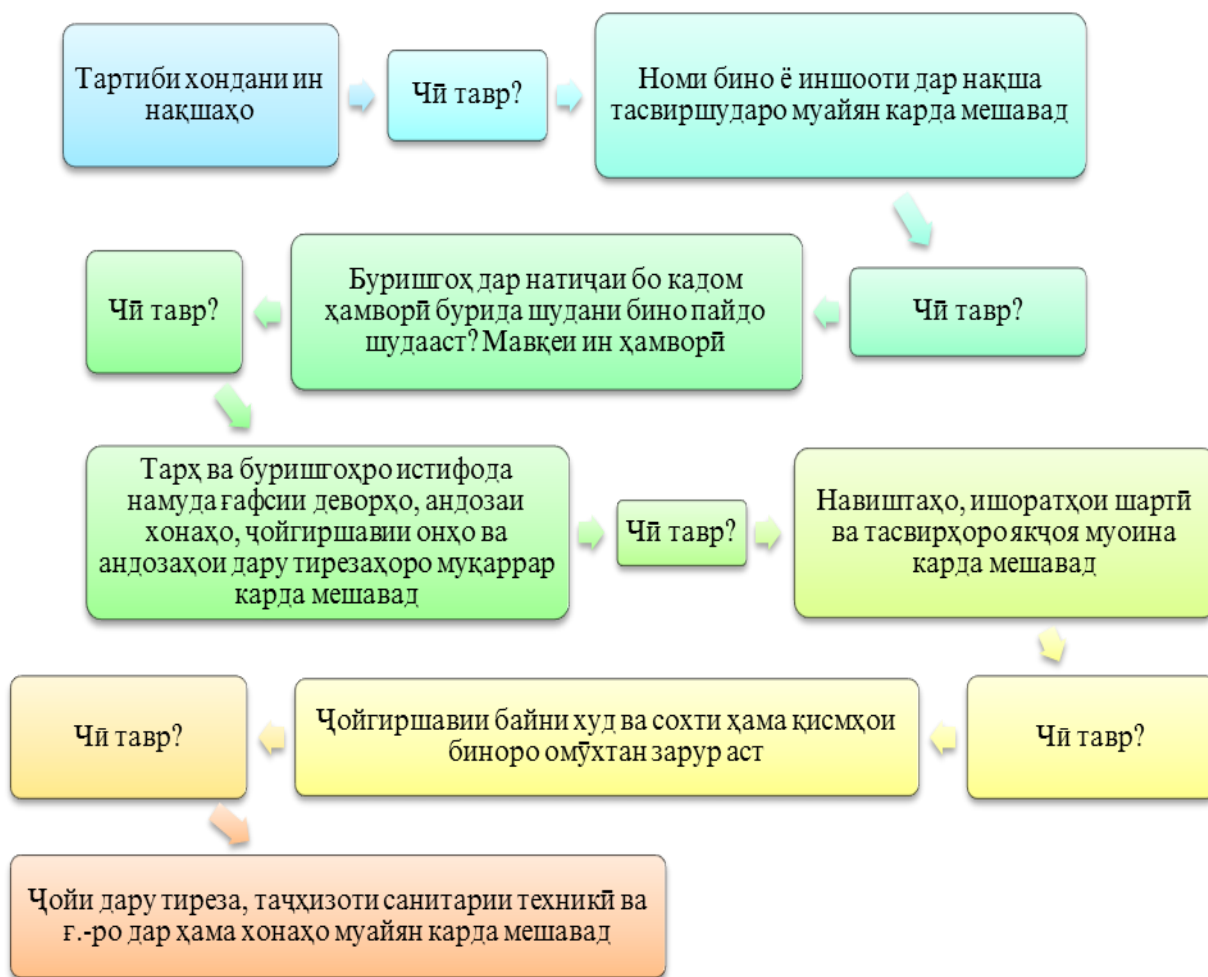 Тартиби хондани ин
нақшаҳо
Чӣ тавр?
Номи бино ё иншооти дар нақша
тасвиршударо муайян карда мешавад
Чӣ тавр?
Буришгоҳ дар натиҷаи бо кадом
ҳамворӣ бурида шудани бино пайдо
шудааст? Мавқеи ин ҳамворӣ
Чӣ тавр?
Тарҳ ва буришгоҳро истифода
намуда ғафсии деворҳо, андозаи
хонаҳо, ҷойгиршавии онҳо ва
андозаҳои дару тирезаҳоро муқаррар
карда мешавад
Чӣ тавр?
Навиштаҳо, ишоратҳои шартӣ
ва тасвирҳоро якҷоя муоина
карда мешавад
Чӣ тавр?
Ҷойгиршавии байни худ ва сохти ҳама қисмҳои
биноро омӯхтан зарур аст
Чӣ тавр?
Ҷойи дару тиреза, таҷҳизоти санитарии техникӣ ва
ғ.-ро дар ҳама хонаҳо муайян карда мешавад